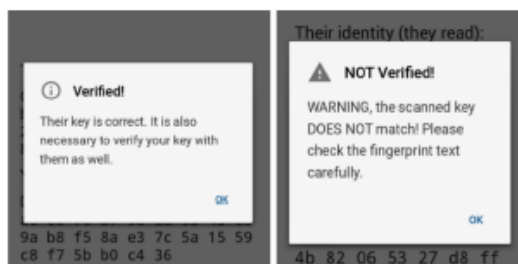 Verified!
Their key is correct. It is also
necessary to verify your key with
them as well.
OK
9a b8 f5 8a e3 7c 5a 15 59
c8 f7 5b b0 c4 36
Their identity (they read):
NOT Verified!
WARNING, the scanned key
DOES NOT match! Please
check the fingerprint text
carefully.
OK
4b 82 06 53 27 d8 ff